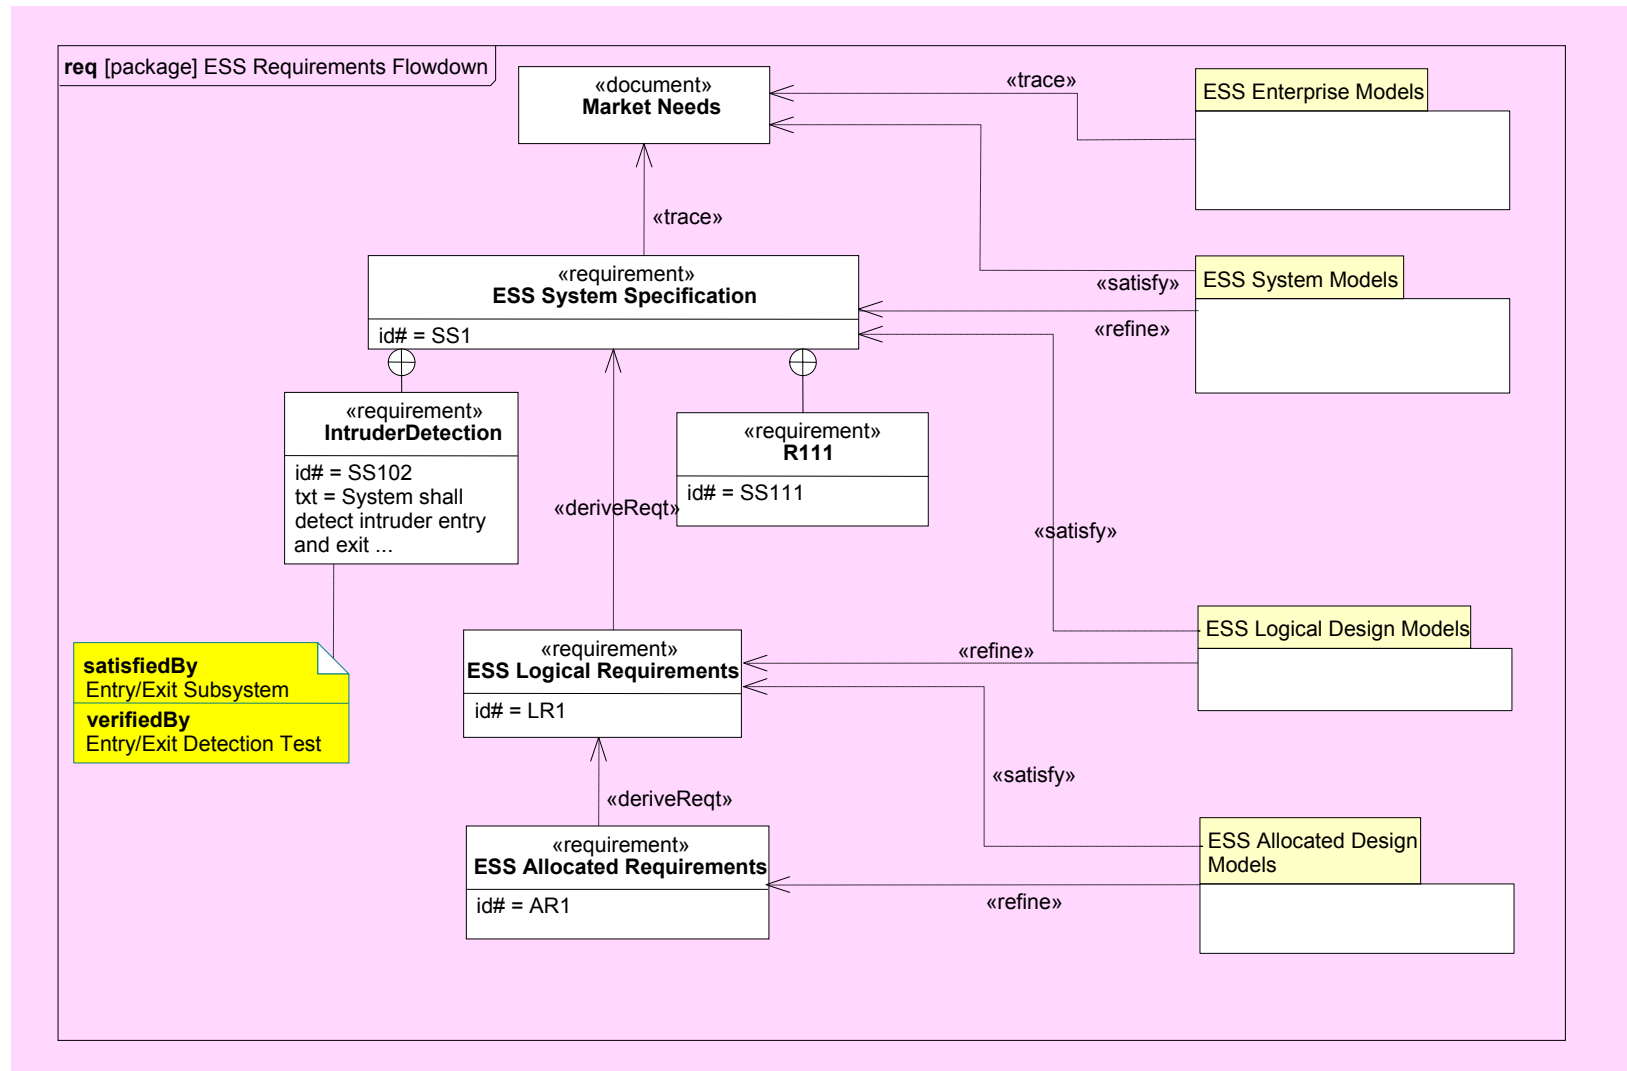 req [package] ESS Requirements Flowdown
«document»
Market Needs
«trace»
ESS Enterprise Models
«trace»
«requirement»
ESS System Specification
id# = SS1
«satisfy»
ESS System Models
«refine»
«requirement»
IntruderDetection
id# = SS102
txt = System shall
detect intruder entry
and exit ...
«requirement»
R111
id# = SS111
«deriveReqt»
«satisfy»
satisfiedBy
Entry/Exit Subsystem
verifiedBy
Entry/Exit Detection Test
«requirement»
ESS Logical Requirements
id# = LR1
«refine»
ESS Logical Design Models
«satisfy»
«deriveReqt»
«requirement»
ESS Allocated Requirements
id# = AR1
ESS Allocated Design
Models
«refine»